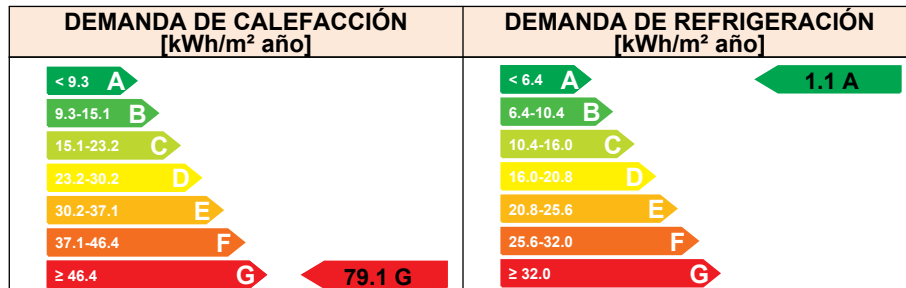 DEMANDA DE CALEFACCIÓN
[kWh/m² año]
< 9.3 A
9.3-15.1 B
15.1-23.2 C
23.2-30.2 D
30.2-37.1 E
37.1-46.4 F
≥ 46.4 G
79.1 G
DEMANDA DE REFRIGERACIÓN
[kWh/m² año]
< 6.4 A
1.1 A
6.4-10.4 B
10.4-16.0 C
16.0-20.8 D
20.8-25.6 E
25.6-32.0 F
≥ 32.0 G